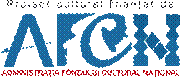 Proiect cultural finanțat de
AFCN
ADMINISTRAȚIA FONDULUI CULTURAL NAȚIONAL